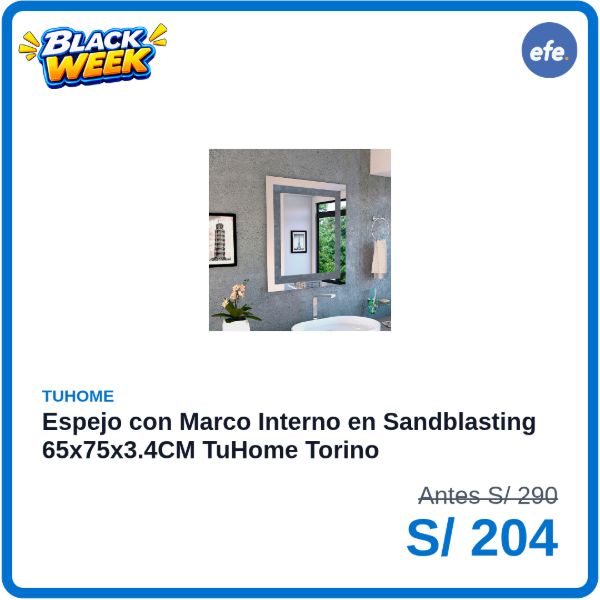 BLACK
WEEK
efe.
TUHOME
Espejo con Marco Interno en Sandblasting
65x75x3.4CM TuHome Torino
Antes S/ 290
S/ 204